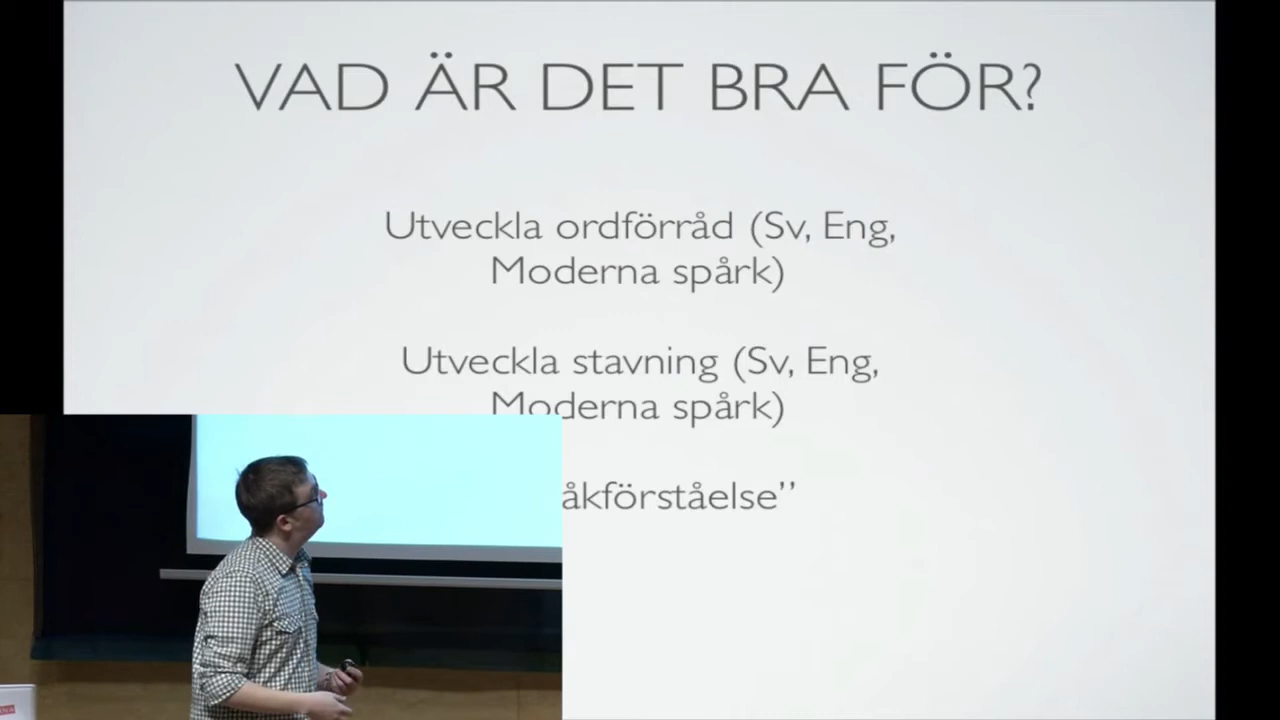 VAD ÄR DET BRA FÖR?
Utveckla ordförråd (Sv, Eng,
Moderna spårk)
Utveckla stavning (Sv, Eng,
Moderna spårk)
åkförståelse”